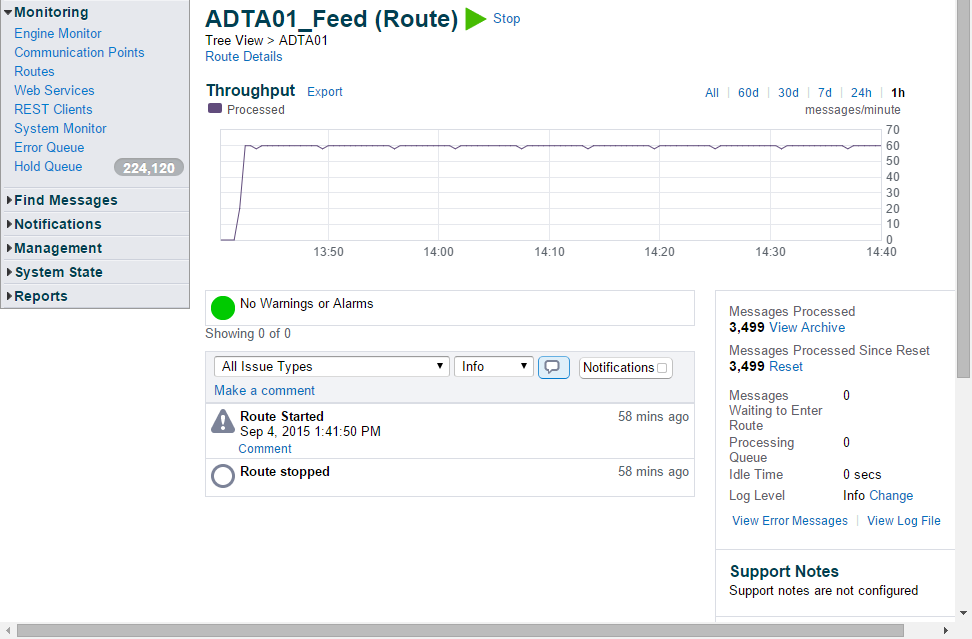 Monitoring
Engine Monitor
Communication Points
Routes
Web Services
REST Clients
System Monitor
Error Queue
Hold Queue 224,120
Find Messages
Notifications
Management
System State
Reports
ADTA01_Feed (Route) Stop
Tree View > ADTA01
Route Details
Throughput Export
All 60d 30d 7d 24h 1h
Processed
messages/minute
70
60
50
40
30
20
10
0
13:50 14:00 14:10 14:20 14:30 14:40
No Warnings or Alarms
Showing 0 of 0
All Issue Types Info Notifications
Make a comment
Route Started 58 mins ago
Sep 4, 2015 1:41:50 PM
Comment
Route stopped 58 mins ago
Messages Processed
3,499 View Archive
Messages Processed Since Reset
3,499 Reset
Messages 0
Waiting to Enter
Route
Processing 0
Queue
Idle Time 0 secs
Log Level Info Change
View Error Messages View Log File
Support Notes
Support notes are not configured